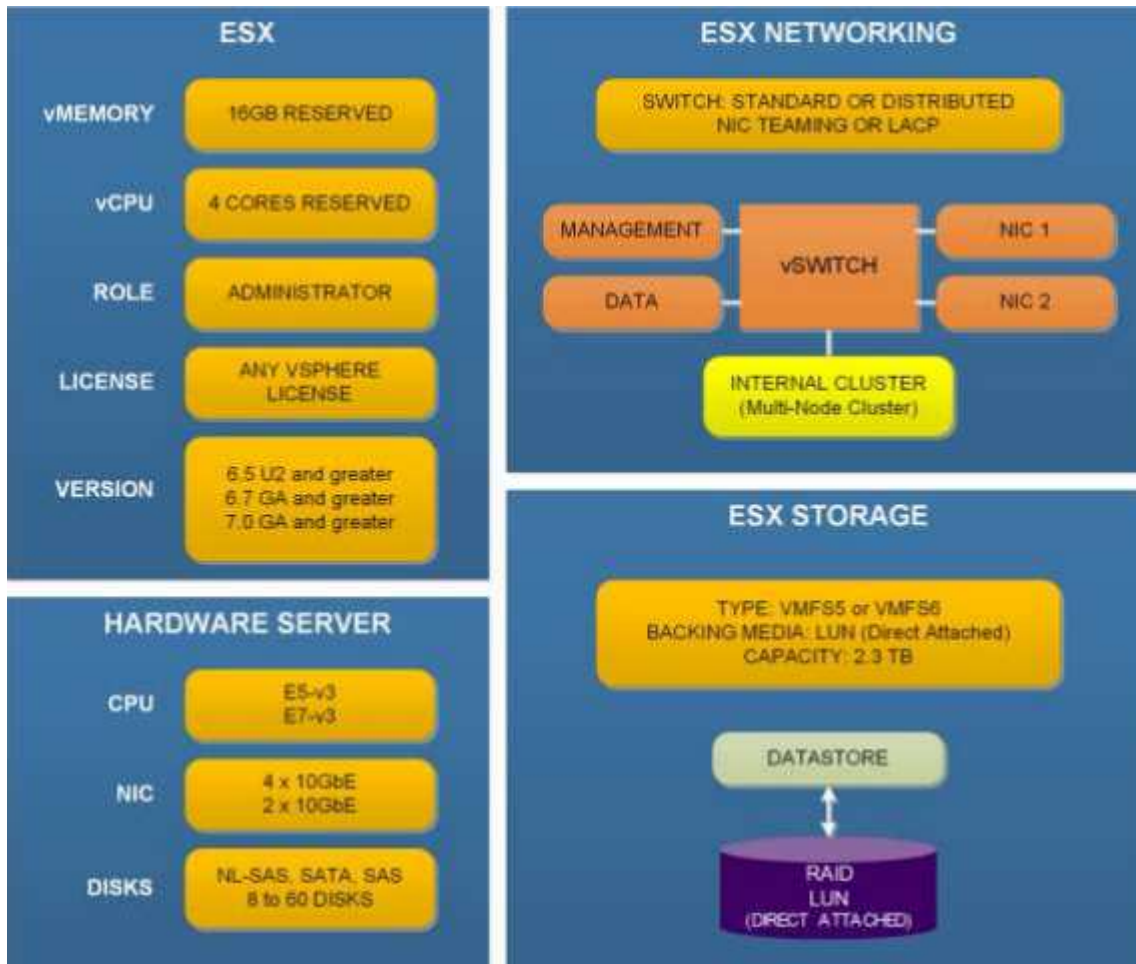 ESX
vMEMORY
16GB RESERVED
vCPU
4 CORES RESERVED
ROLE
ADMINISTRATOR
LICENSE
ANY VSPHERE
LICENSE
VERSION
6.5 U2 and greater
6.7 GA and greater
7.0 GA and greater
HARDWARE SERVER
CPU
E5-v3
E7-v3
NIC
4 x 10GbE
2 x 10GbE
DISKS
NL-SAS, SATA, SAS
8 to 60 DISKS
ESX NETWORKING
SWITCH: STANDARD OR DISTRIBUTED
NIC TEAMING OR LACP
MANAGEMENT
DATA
vSWITCH
NIC 1
NIC 2
INTERNAL CLUSTER
(Multi-Node Cluster)
ESX STORAGE
TYPE: VMFS5 or VMFS6
BACKING MEDIA: LUN (Direct Attached)
CAPACITY: 2.3 TB
DATASTORE
RAID
LUN
(DIRECT ATTACHED)